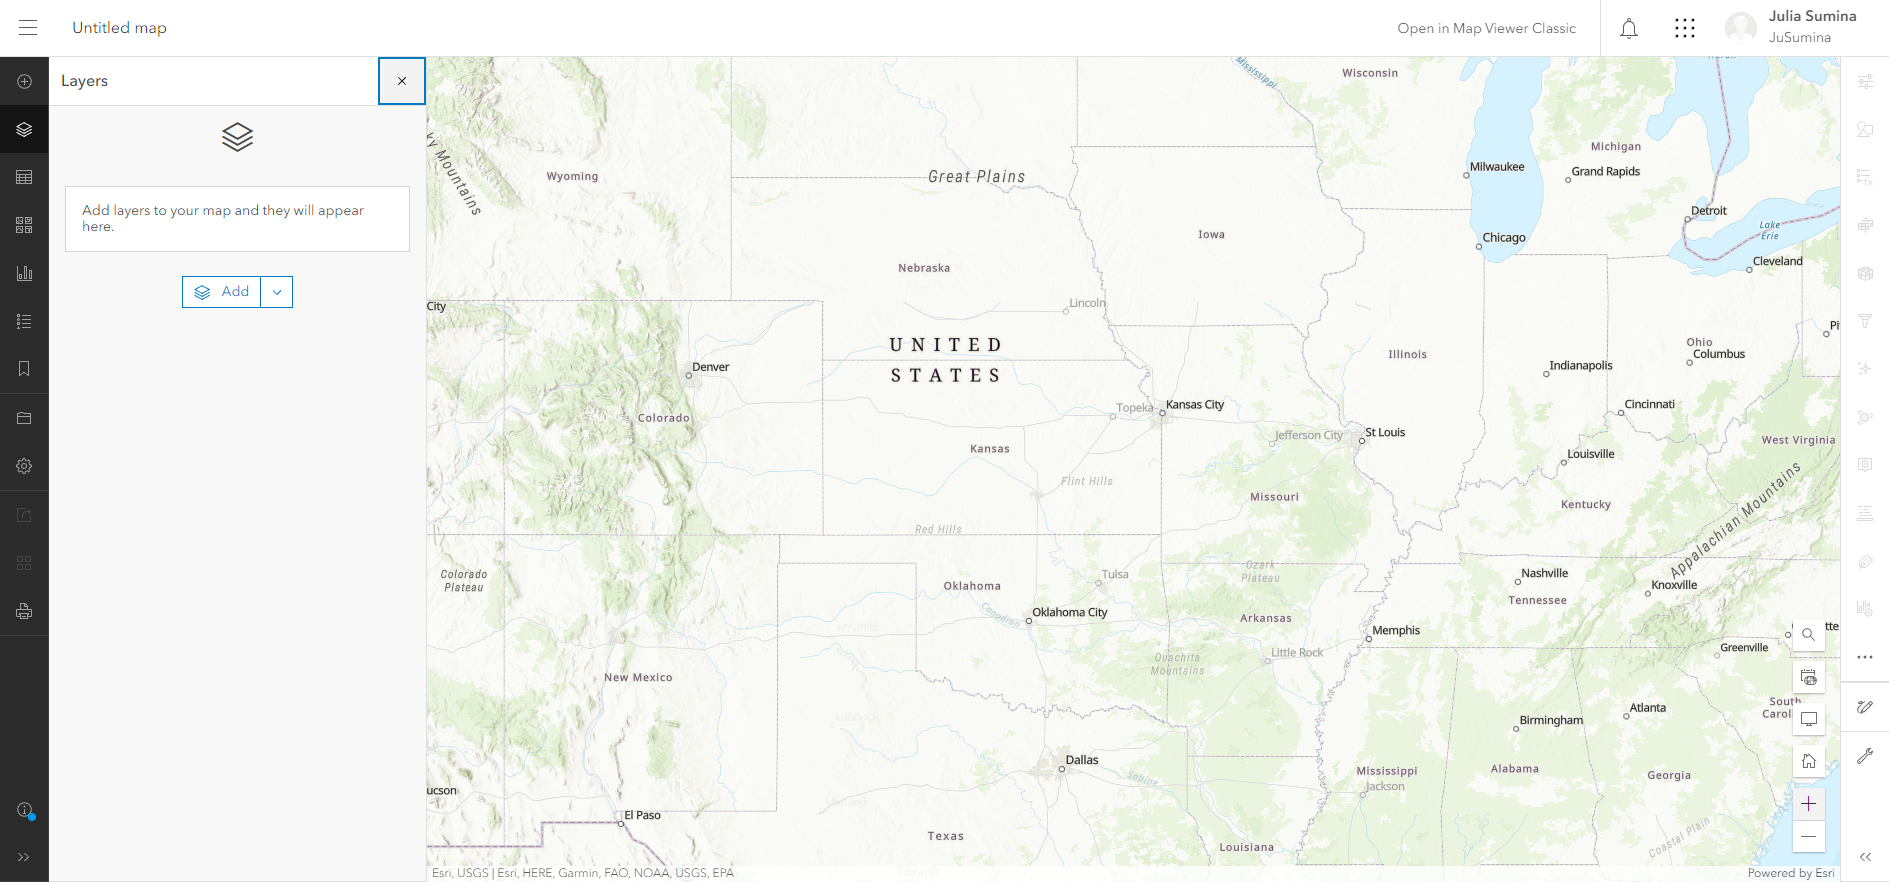 Untitled map
Open in Map Viewer Classic
Julia Sumina
JuSumina
Layers
Add layers to your map and they will appear
here.
Add
Mississippi
Wisconsin
Michigan
Milwaukee
Grand Rapids
Wyoming
Great Plains
Detroit
Lake
Erie
Iowa
Chicago
Cleveland
Nebraska
City
Lincoln
UNITED
STATES
Illinois
Ohio
Columbus
Denver
Indianapolis
Colorado
Topeka
Kansas City
Cincinnati
Jefferson City
St Louis
West Virginia
Kansas
Louisville
Flint Hills
Missouri
Kentucky
Appalachian Mountains
Red Hills
Colorado
Plateau
Oklahoma
Tulsa
Ozark
Plateau
Nashville
Knoxville
Tennessee
Canadian
Oklahoma City
Arkansas
Amarillo
Memphis
Greenville
Little Rock
Ouachita
Mountains
New Mexico
Lubbock
Atlanta
Birmingham
South
Dallas
Sabine
Mississippi
Jackson
Alabama
Georgia
ucson
Midland
El Paso
Texas
Louisiana
Coastal Plain
Esri, USGS | Esri, HERE, Garmin, FAO, NOAA, USGS, EPA
Powered by Esri